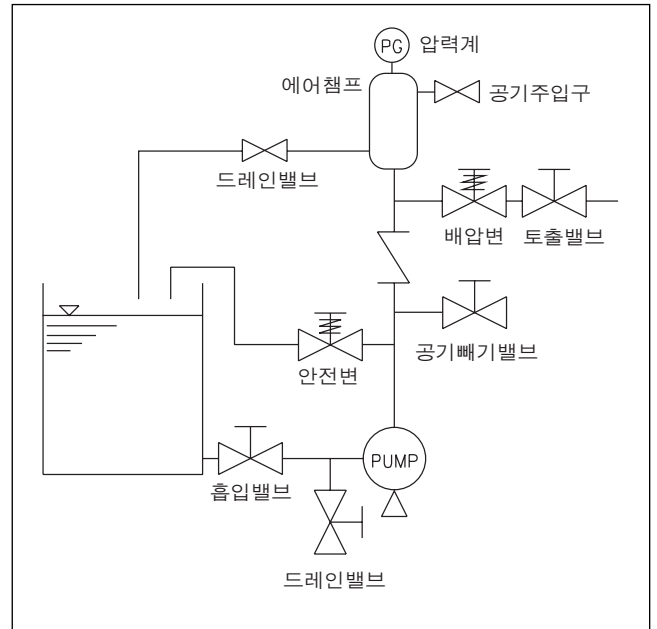 PG 압력계
에어챔프
공기주입구
드레인밸브
배압변
토출밸브
공기빼기밸브
안전변
PUMP
흡입밸브
드레인밸브